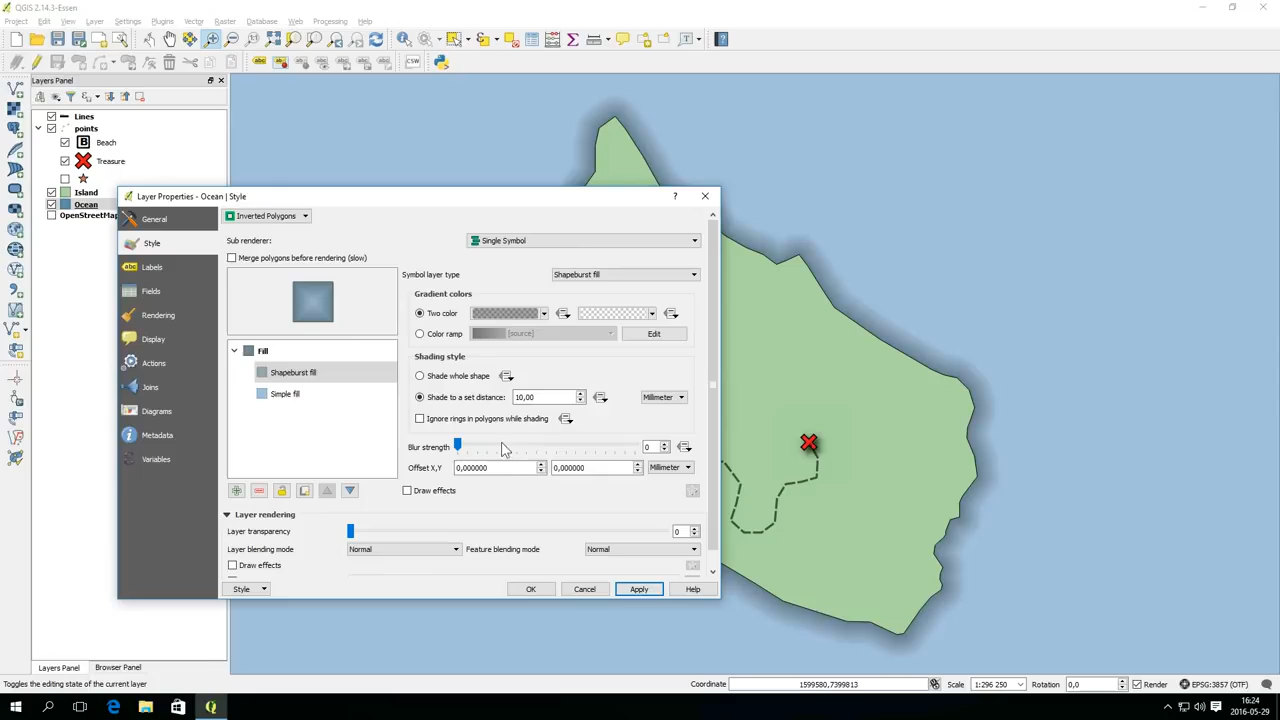 QGIS 2.14.3-Essen
Project Edit View Layer Settings Plugins Vector Raster Database Web Processing Help
CSW
Layers Panel
Lines
points
B Beach
Treasure
Island
Ocean
OpenStreetMap
Layer Properties - Ocean | Style
General
Style
Labels
Fields
Rendering
Display
Actions
Joins
Diagrams
Metadata
Variables
Inverted Polygons
Sub renderer:
Single Symbol
Merge polygons before rendering (slow)
Symbol layer type
Shapeburst fill
Gradient colors
Two color
Color ramp
[source]
Edit
Fill
Shapeburst fill
Simple fill
Shading style
Shade whole shape
Shade to a set distance:
10,00
Millimeter
Ignore rings in polygons while shading
Blur strength
0
Offset X,Y
0,000000
0,000000
Millimeter
Draw effects
Layer rendering
Layer transparency
0
Layer blending mode
Normal
Feature blending mode
Normal
Draw effects
Style
OK
Cancel
Apply
Help
Layers Panel Browser Panel
Toggles the editing state of the current layer
Coordinate 1599580,7399813 Scale 1:296 250 Rotation 0,0 Render EPSG:3857 (OTF)
16:24
2016-05-29